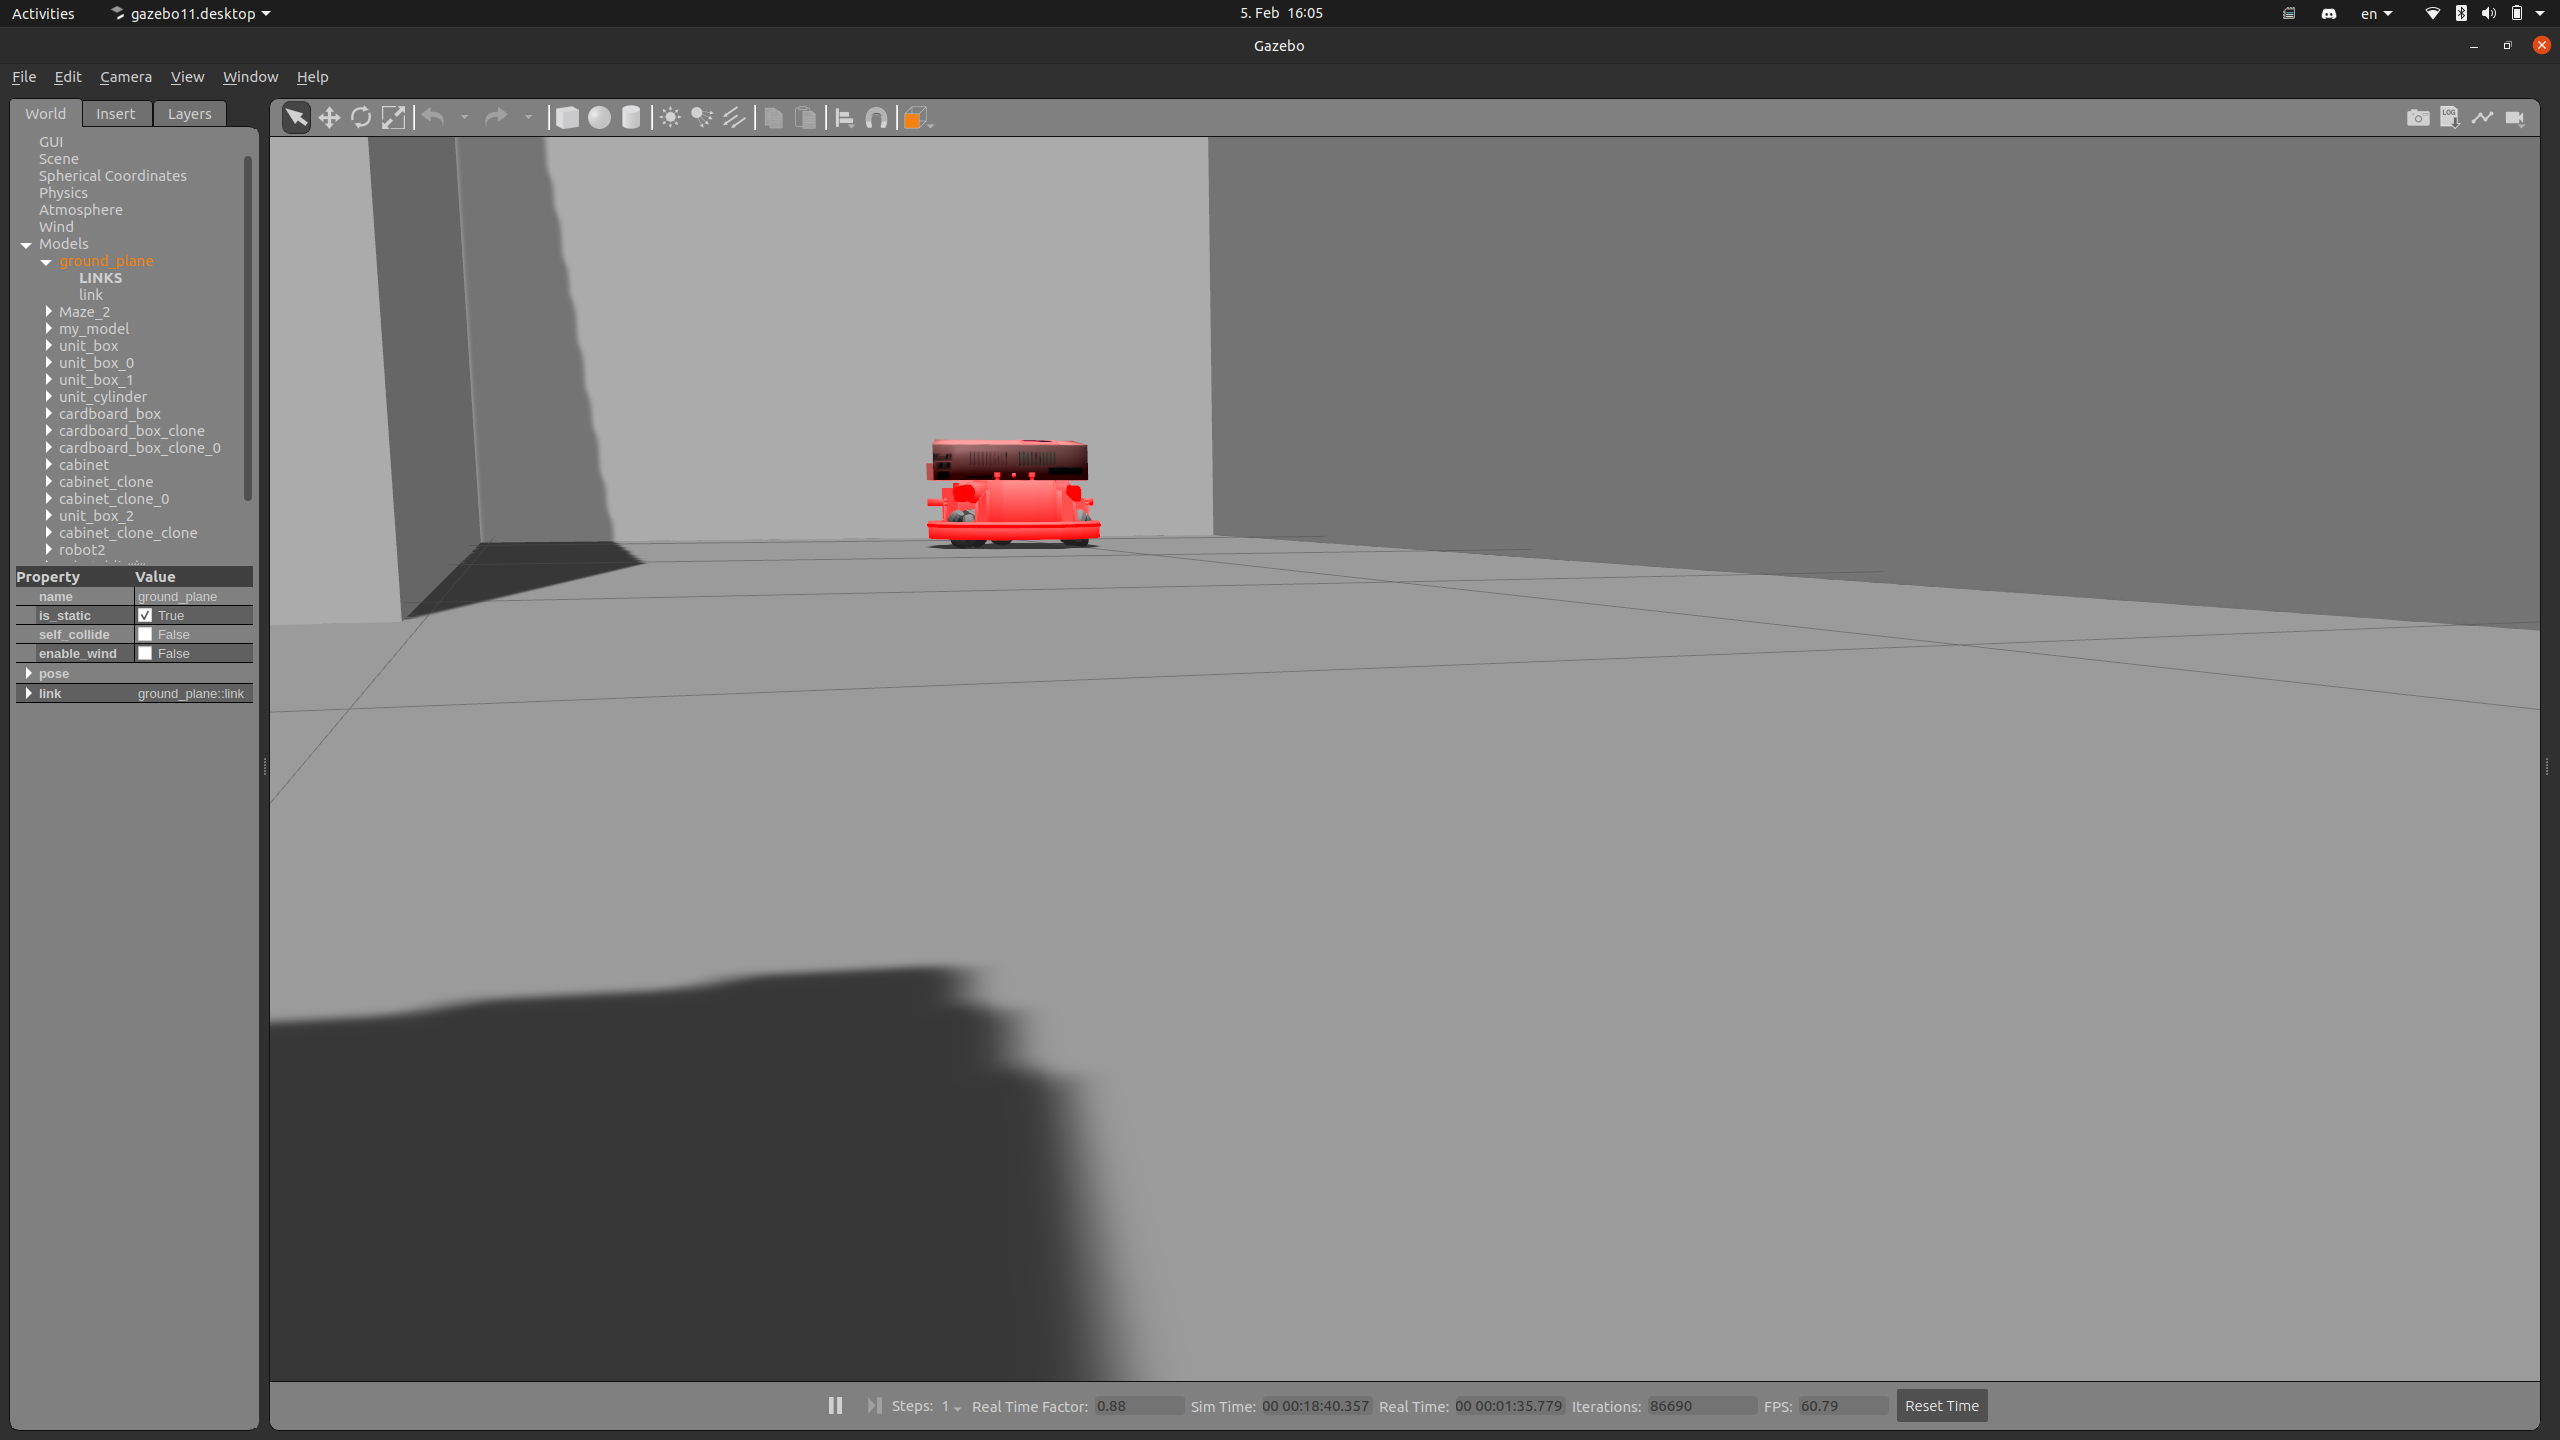 Activities gazebo11.desktop 5. Feb 16:05 en
Gazebo
File Edit Camera View Window Help
World Insert Layers
LOG
GUI
Scene
Spherical Coordinates
Physics
Atmosphere
Wind
Models
ground_plane
LINKS
link
Maze_2
my_model
unit_box
unit_box_0
unit_box_1
unit_cylinder
cardboard_box
cardboard_box_clone
cardboard_box_clone_0
cabinet
cabinet_clone
cabinet_clone_0
unit_box_2
cabinet_clone_clone
robot2
Property Value
name ground_plane
is_static True
self_collide False
enable_wind False
pose
link ground_plane::link
Steps: 1 Real Time Factor: 0.88 Sim Time: 00 00:18:40.357 Real Time: 00 00:01:35.779 Iterations: 86690 FPS: 60.79 Reset Time